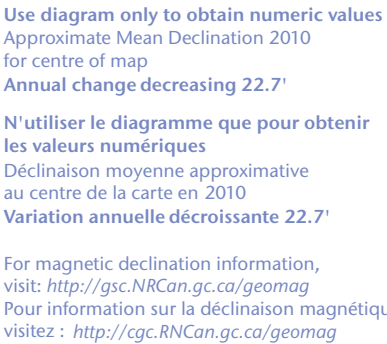 Use diagram only to obtain numeric values
Approximate Mean Declination 2010
for centre of map
Annual change decreasing 22.7'
N'utiliser le diagramme que pour obtenir
les valeurs numériques
Déclinaison moyenne approximative
au centre de la carte en 2010
Variation annuelle décroissante 22.7'
For magnetic declination information,
visit: http://gsc.NRCan.gc.ca/geomag
Pour information sur la déclinaison magnétiqu
visitez : http://cgc.RNCan.gc.ca/geomag